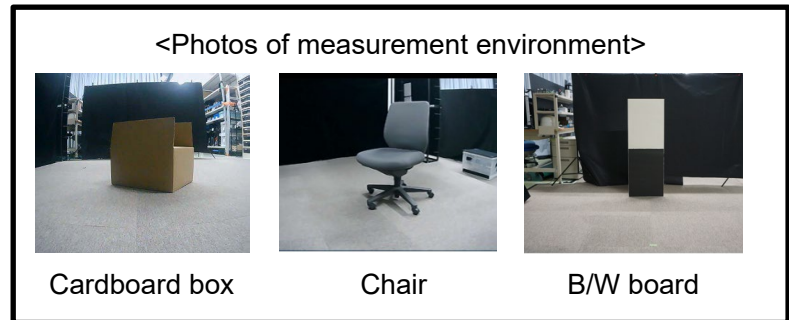 <Photos of measurement environment>
Cardboard box
Chair
B/W board